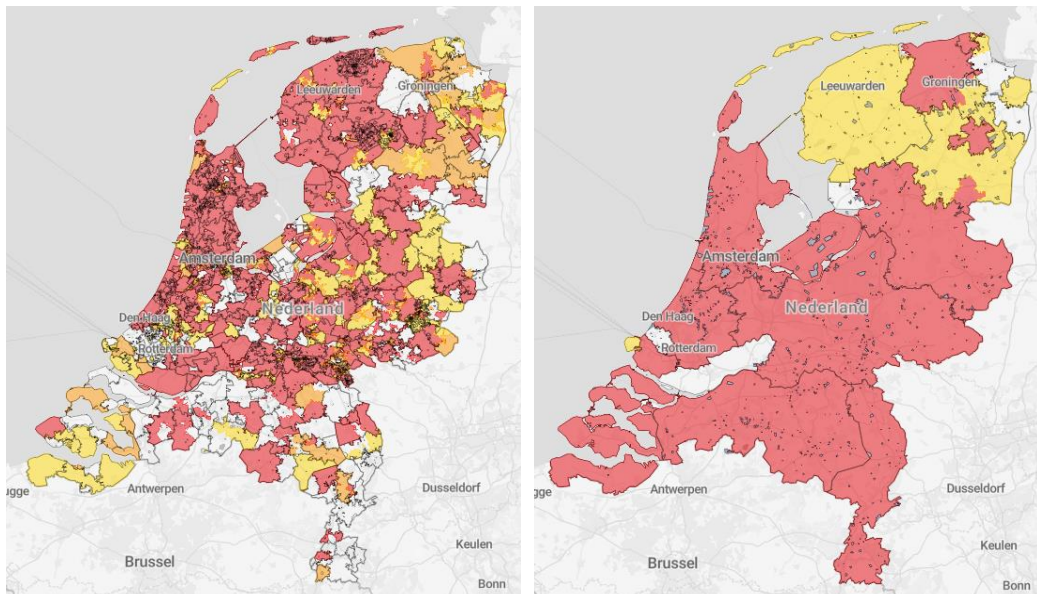 Leeuwarden
Groningen
Amsterdam
Nederland
Den Haag
Rotterdam
ugge
Antwerpen
Dusseldorf
Brussel
Keulen
Bonn
Leeuwarden
Groningen
Amsterdam
Nederland
Den Haag
Rotterdam
gge
Antwerpen
Dusseldorf
Brussel
Keulen
Bonn